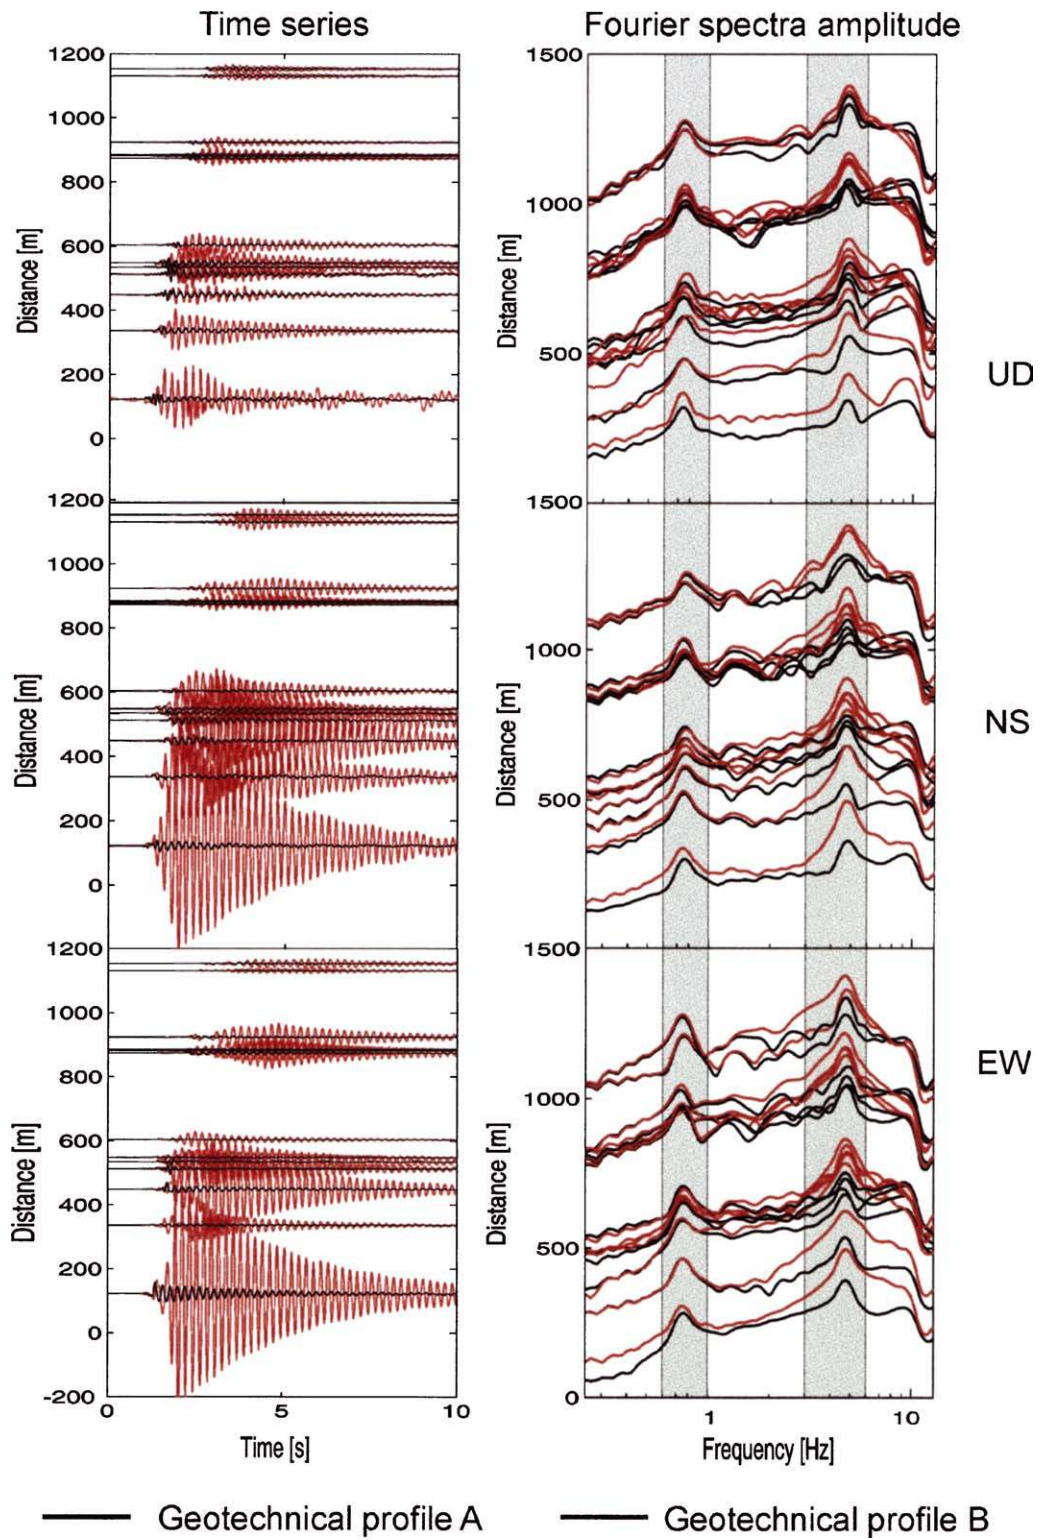 Time series
Fourier spectra amplitude
1200
1000
800
600
400
200
0
Distance [m]
1500
1000
500
Distance [m]
UD
1200
1000
800
600
400
200
0
Distance [m]
1500
1000
500
Distance [m]
NS
1200
1000
800
600
400
200
0
-200
Distance [m]
0
5
10
Time [s]
1500
1000
500
0
Distance [m]
EW
1
10
Frequency [Hz]
Geotechnical profile A
Geotechnical profile B